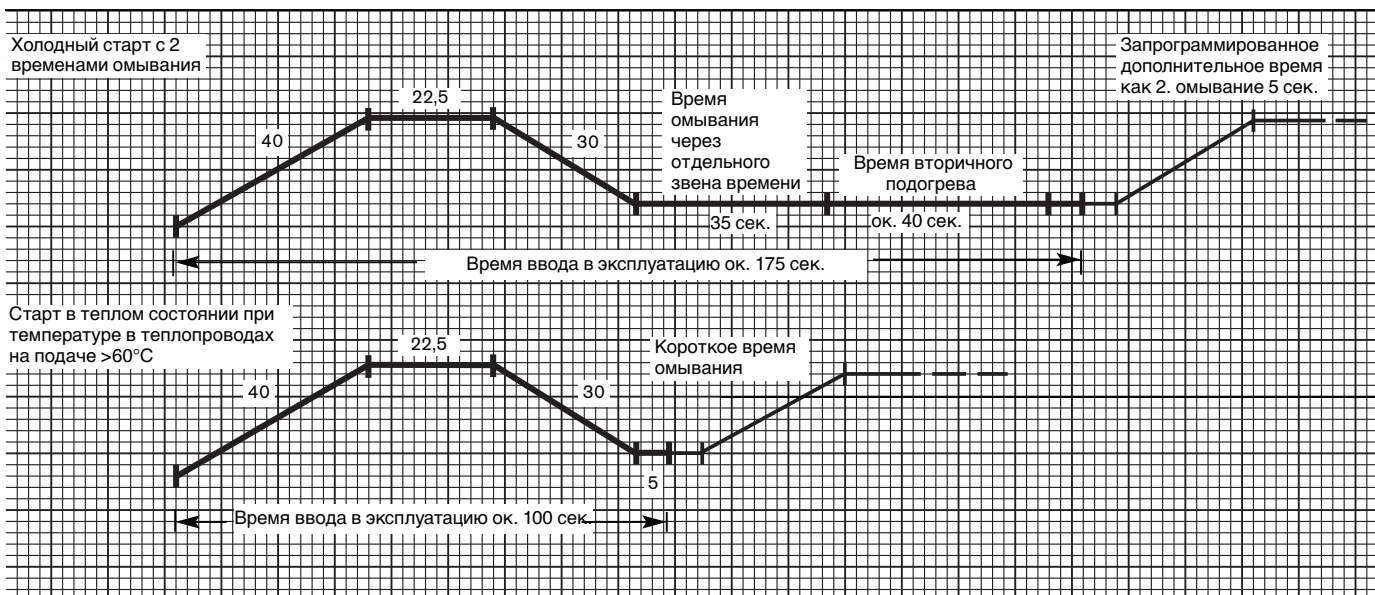 Холодный старт с 2
временами омывания
Запрограммированное
дополнительное время
как 2. омывание 5 сек.
22,5
40
30
Время
омывания
через
отдельного
звена времени
Время вторичного
подогрева
35 сек.
ок. 40 сек.
Время ввода в эксплуатацию ок. 175 сек.
Старт в теплом состоянии при
температуре в теплопроводах
на подаче >60°C
22,5
40
30
Короткое время
омывания
5
Время ввода в эксплуатацию ок. 100 сек.